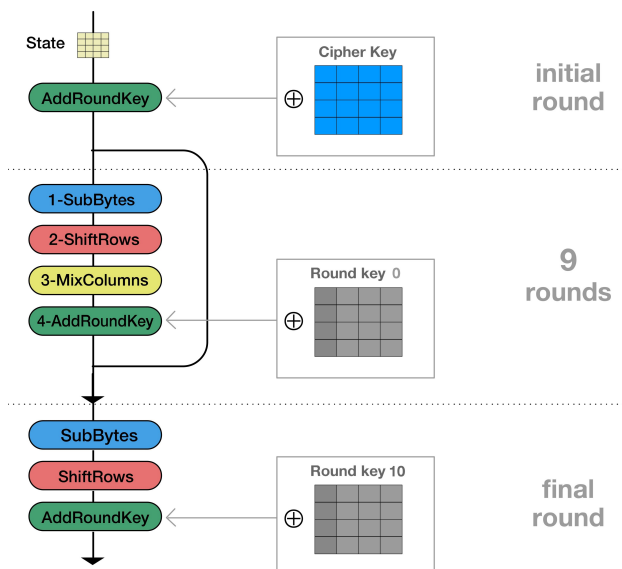 State
Cipher Key
AddRoundKey
initial
round
1-SubBytes
2-ShiftRows
3-MixColumns
4-AddRoundKey
Round key 0
9
rounds
SubBytes
ShiftRows
AddRoundKey
Round key 10
final
round